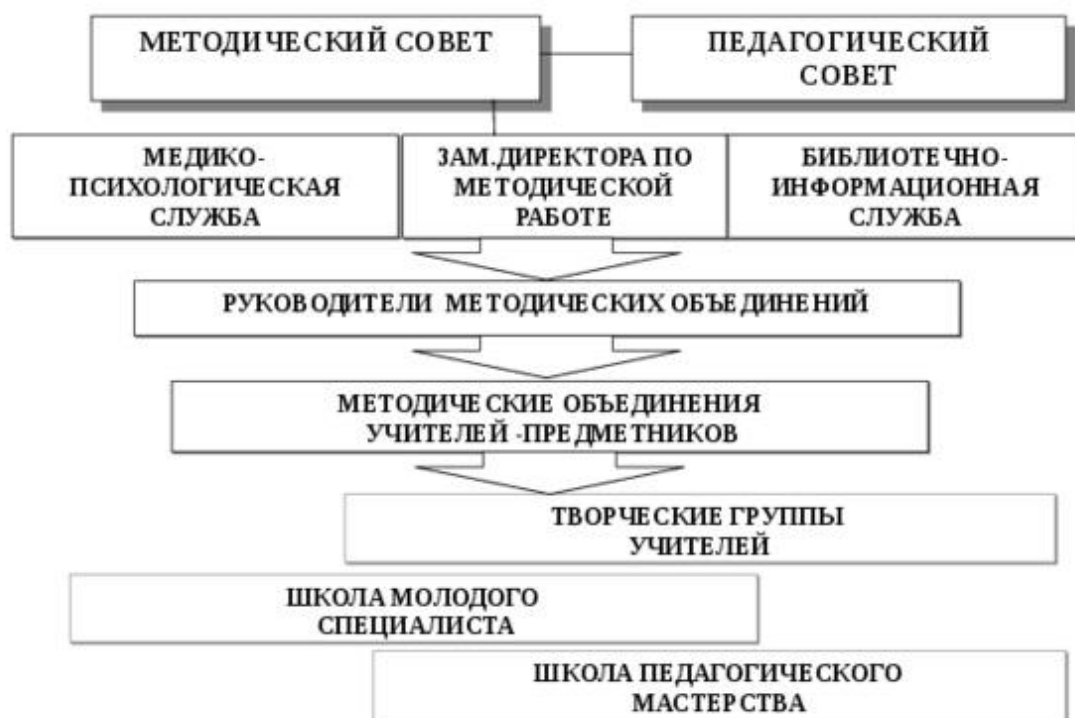 МЕТОДИЧЕСКИЙ СОВЕТ
ПЕДАГОГИЧЕСКИЙ
СОВЕТ
МЕДИКО-
ПСИХОЛОГИЧЕСКАЯ
СЛУЖБА
ЗАМ.ДИРЕКТОРА ПО
МЕТОДИЧЕСКОЙ
РАБОТЕ
БИБЛИОТЕЧНО-
ИНФОРМАЦИОННАЯ
СЛУЖБА
РУКОВОДИТЕЛИ МЕТОДИЧЕСКИХ ОБЪЕДИНЕНИЙ
МЕТОДИЧЕСКИЕ ОБЪЕДИНЕНИЯ
УЧИТЕЛЕЙ -ПРЕДМЕТНИКОВ
ТВОРЧЕСКИЕ ГРУППЫ
УЧИТЕЛЕЙ
ШКОЛА МОЛОДОГО
СПЕЦИАЛИСТА
ШКОЛА ПЕДАГОГИЧЕСКОГО
МАСТЕРСТВА